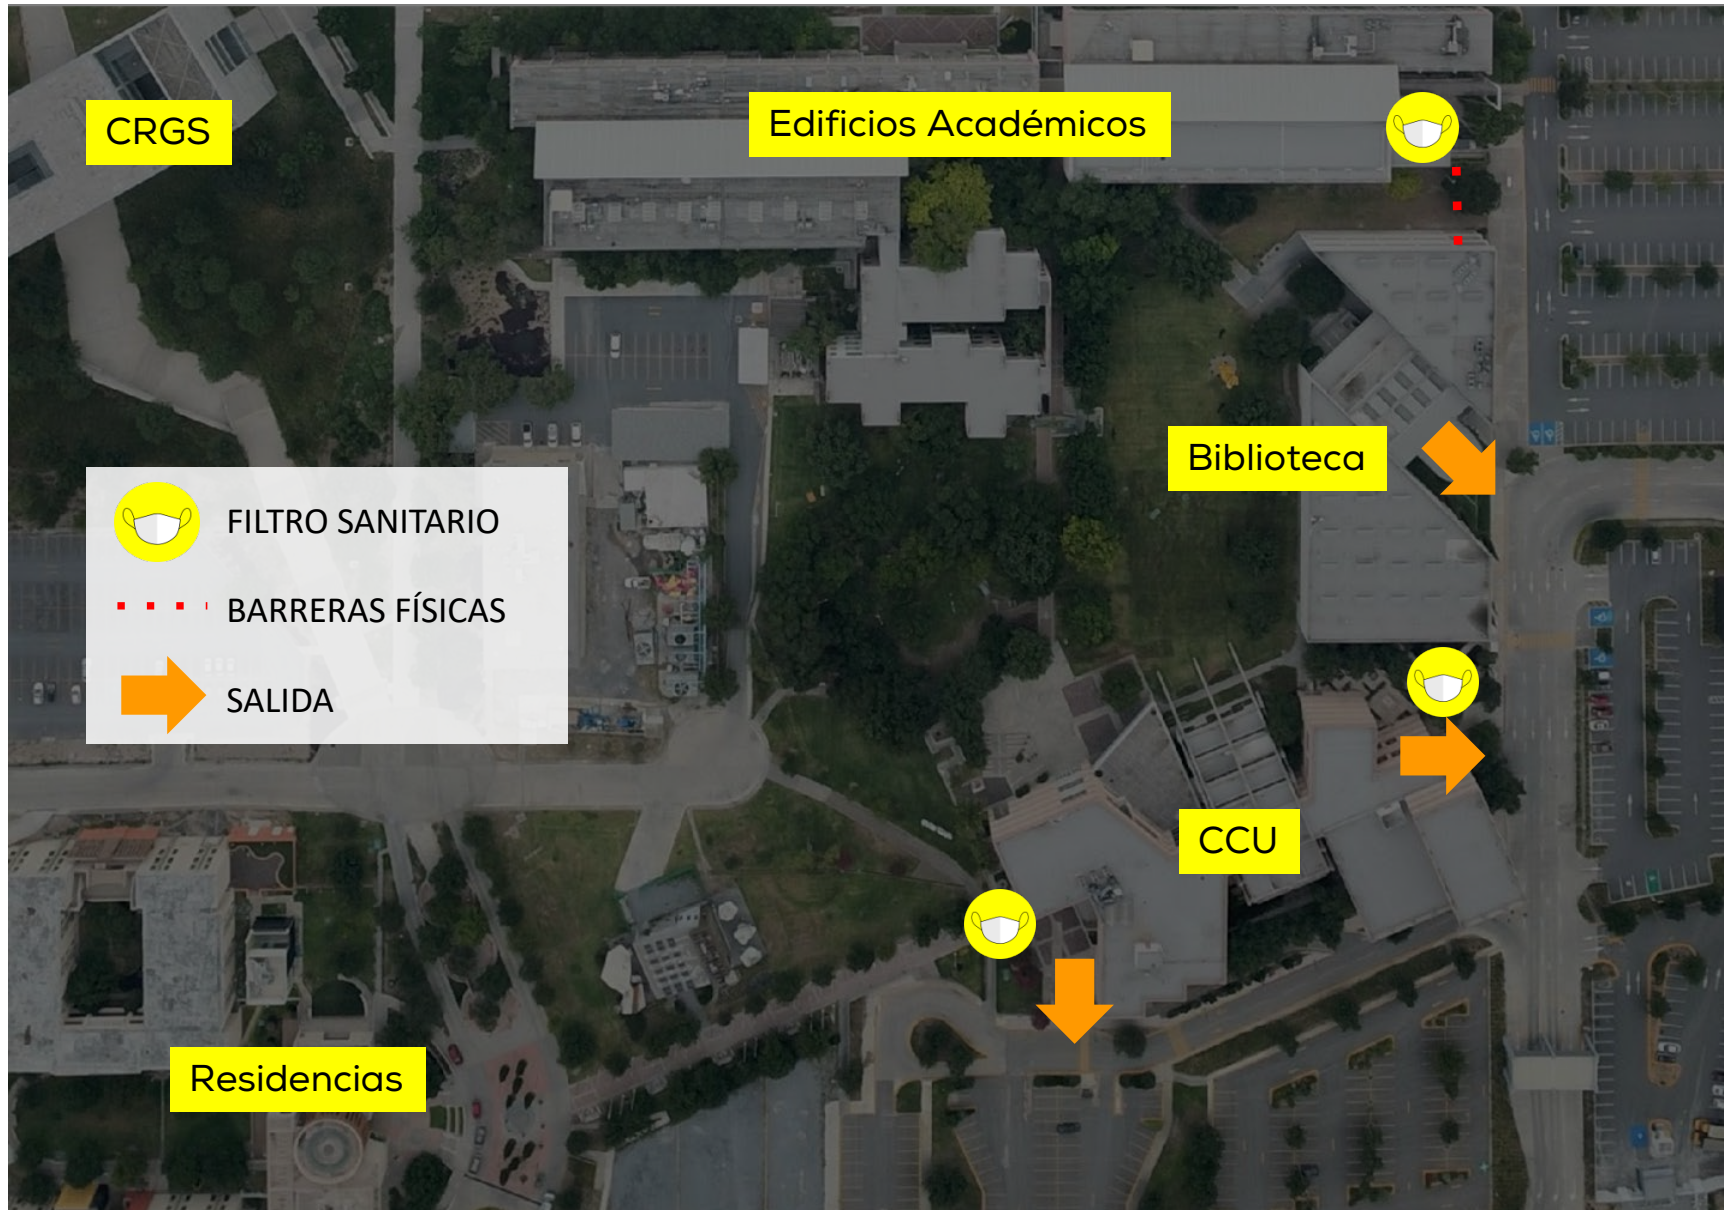 CRGS
Edificios Académicos
Biblioteca
FILTRO SANITARIO
BARRERAS FÍSICAS
SALIDA
CCU
Residencias